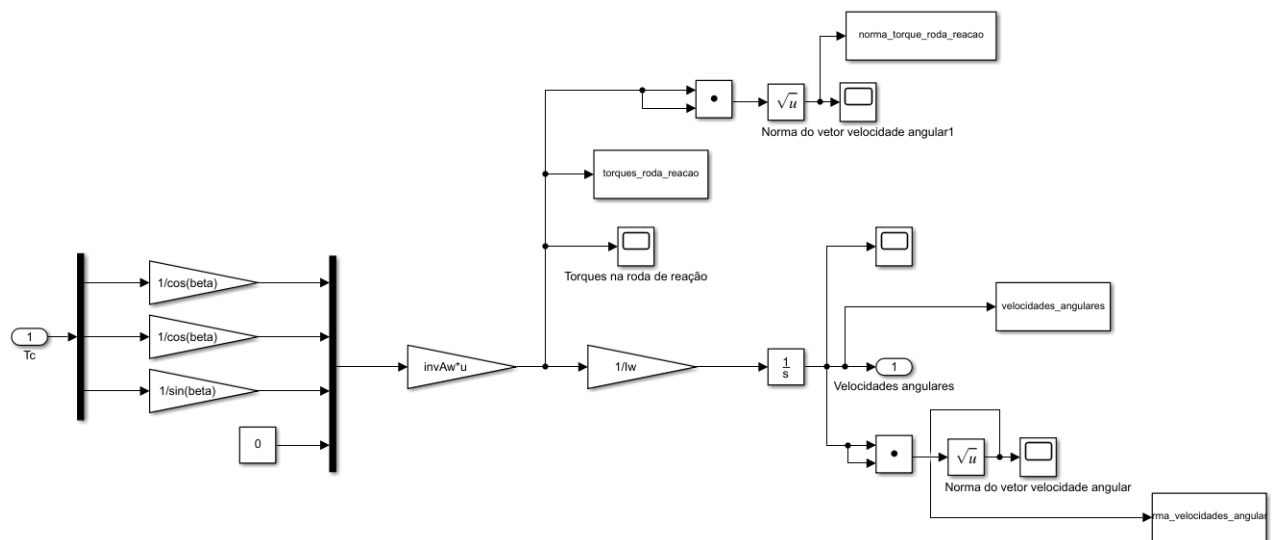 norma_torque_roda_reacao
√u
Norma do vetor velocidade angular1
torques_roda_reacao
Torques na roda de reação
1/cos(beta)
1/cos(beta)
1/sin(beta)
0
1
Tc
invAw*u
1/Iw
1
s
velocidades_angulares
1
Velocidades angulares
√u
Norma do vetor velocidade angular
rma_velocidades_angular